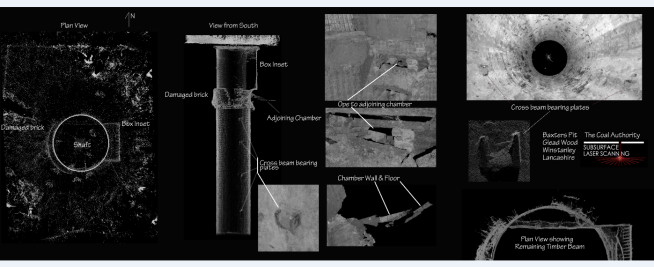 Plan View
N
Damaged brick
Box Inset
Shaft
View from South
Box Inset
Damaged brick
Adjoining Chamber
Cross beam bearing
plates
Ope to adjoining chamber
Chamber Wall & Floor
Cross beam bearing plates
Baxters Pit
Glead Wood
Winstanley
Lancashire
The Coal Authority
SUBSURFACE
LASER SCANNING
Plan View showing
Remaining Timber Beam